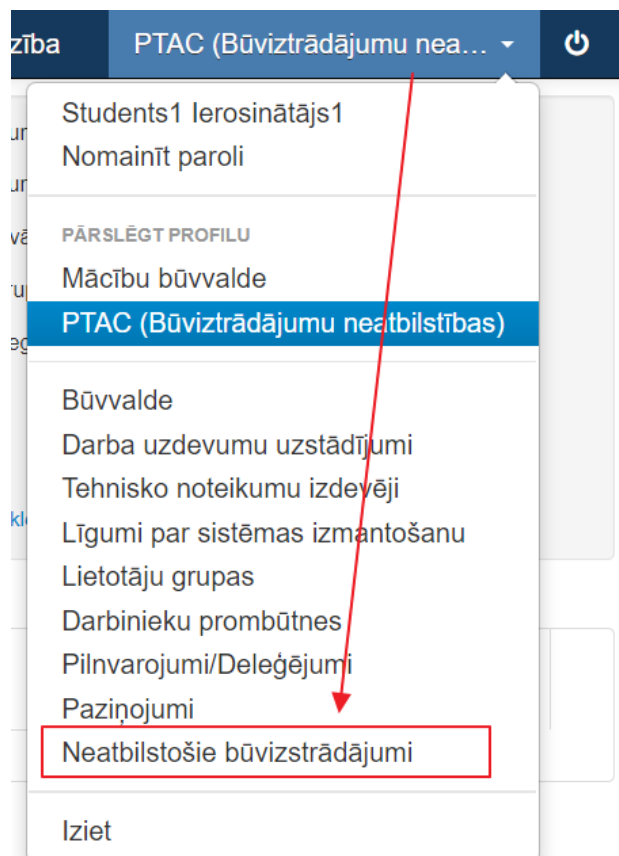 zība PTAC (Būviztrādājumu nea...
Students1 Ierosinātājs1
Nomainīt paroli
PĀRSLĒGT PROFILU
Mācību būvvalde
PTAC (Būviztrādājumu neatbilstības)
Būvvalde
Darba uzdevumu uzstādījumi
Tehnisko noteikumu izdevēji
Līgumi par sistēmas izmantošanu
Lietotāju grupas
Darbinieku prombūtnes
Pilnvarojumi/Deleģējumi
Paziņojumi
Neatbilstošie būvizstrādājumi
Iziet